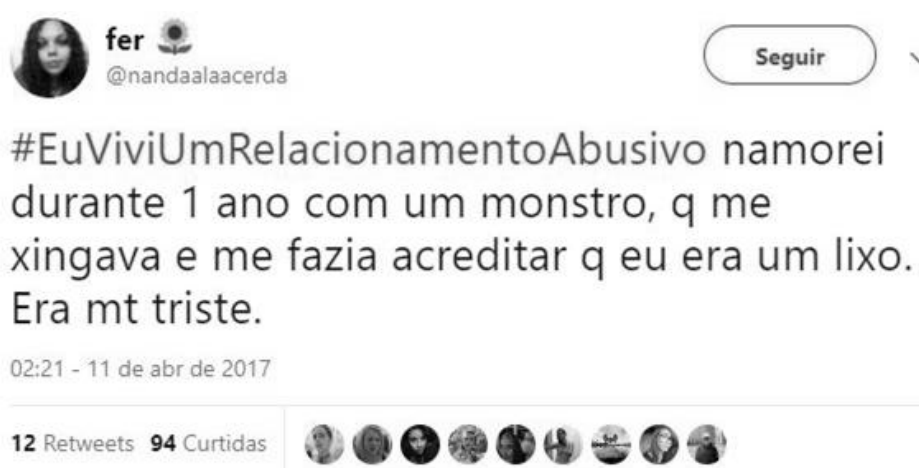 fer
@nandaalaacerda
Seguir
#EuViviUmRelacionamentoAbusivo namorei
durante 1 ano com um monstro, q me
xingava e me fazia acreditar q eu era um lixo.
Era mt triste.
02:21 - 11 de abr de 2017
12 Retweets 94 Curtidas